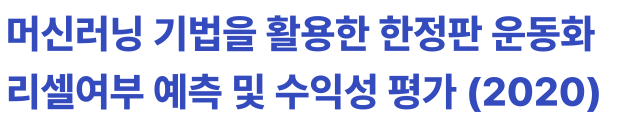 머신러닝 기법을 활용한 한정판 운동화
리셀여부 예측 및 수익성 평가 (2020)